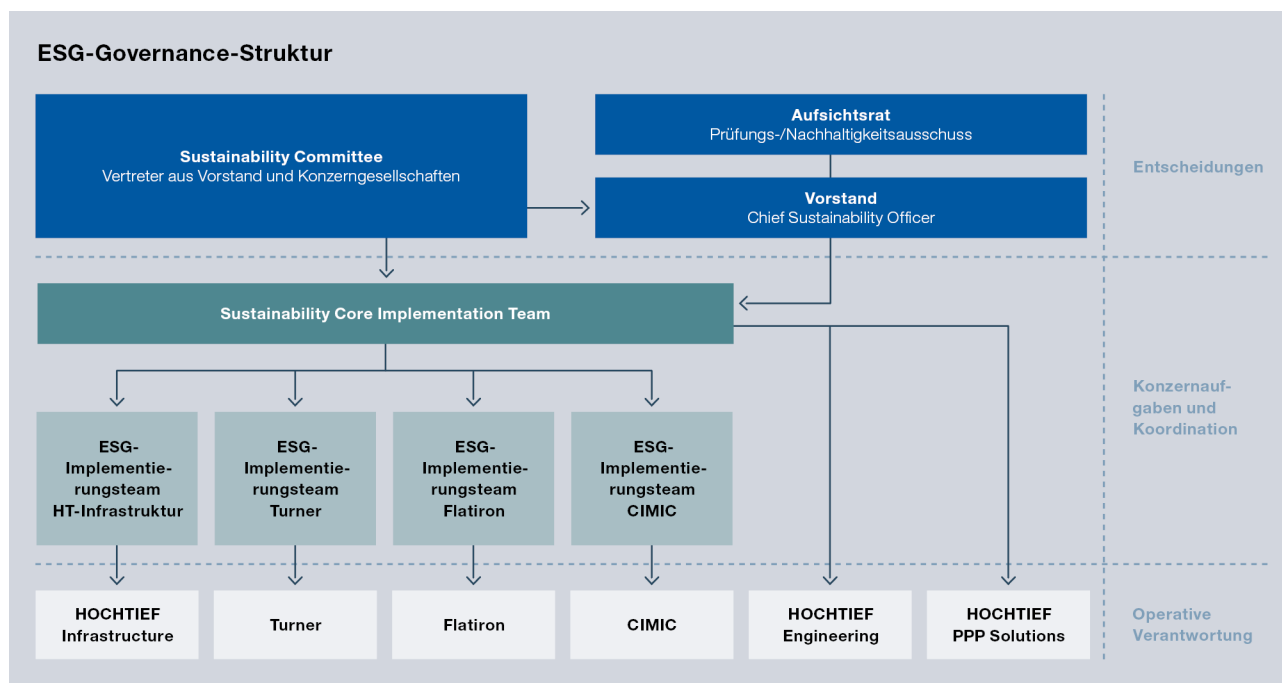 ESG-Governance-Struktur
Sustainability Committee
Vertreter aus Vorstand und Konzerngesellschaften
Aufsichtsrat
Prüfungs-/Nachhaltigkeitsausschuss
Vorstand
Chief Sustainability Officer
Entscheidungen
Sustainability Core Implementation Team
ESG-
Implementie-
rungsteam
HT-Infrastruktur
ESG-
Implementie-
rungsteam
Turner
ESG-
Implementie-
rungsteam
Flatiron
ESG-
Implementie-
rungsteam
CIMIC
Konzernauf-
gaben und
Koordination
HOCHTIEF
Infrastructure
Turner
Flatiron
CIMIC
HOCHTIEF
Engineering
HOCHTIEF
PPP Solutions
Operative
Verantwortung